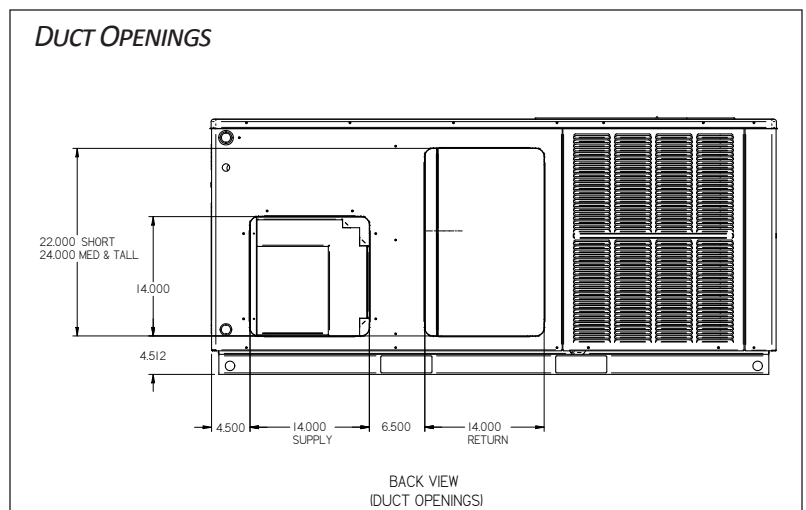 DUCT OPENINGS
22.000 SHORT
24.000 MED & TALL
14.000
4.512
4.500
14.000
SUPPLY
6.500
14.000
RETURN
BACK VIEW
(DUCT OPENINGS)